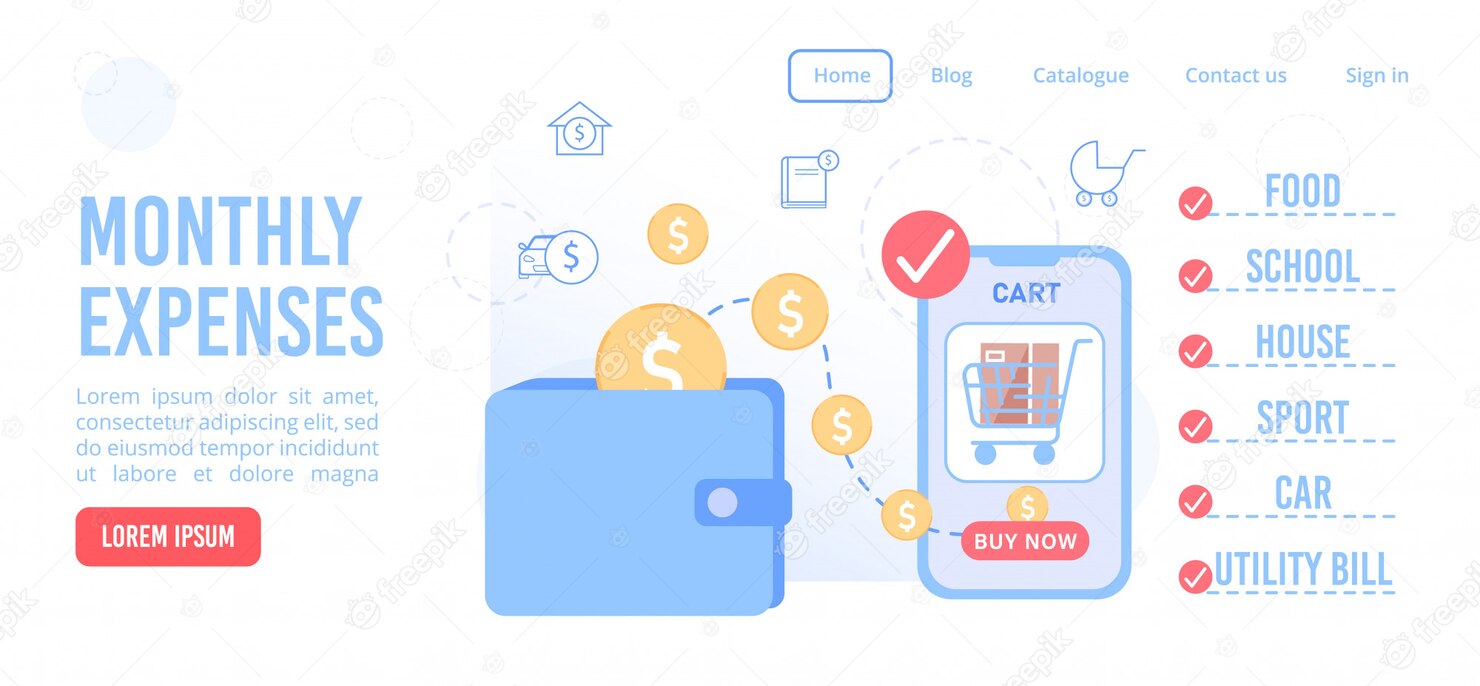 Home Blog Catalogue Contact us Sign in
MONTHLY
EXPENSES
Lorem ipsum dolor sit amet,
consectetur adipiscing elit, sed
do eiusmod tempor incididunt
ut labore et dolore magna
LOREM IPSUM
CART
BUY NOW
FOOD
SCHOOL
HOUSE
SPORT
CAR
UTILITY BILL
freepik